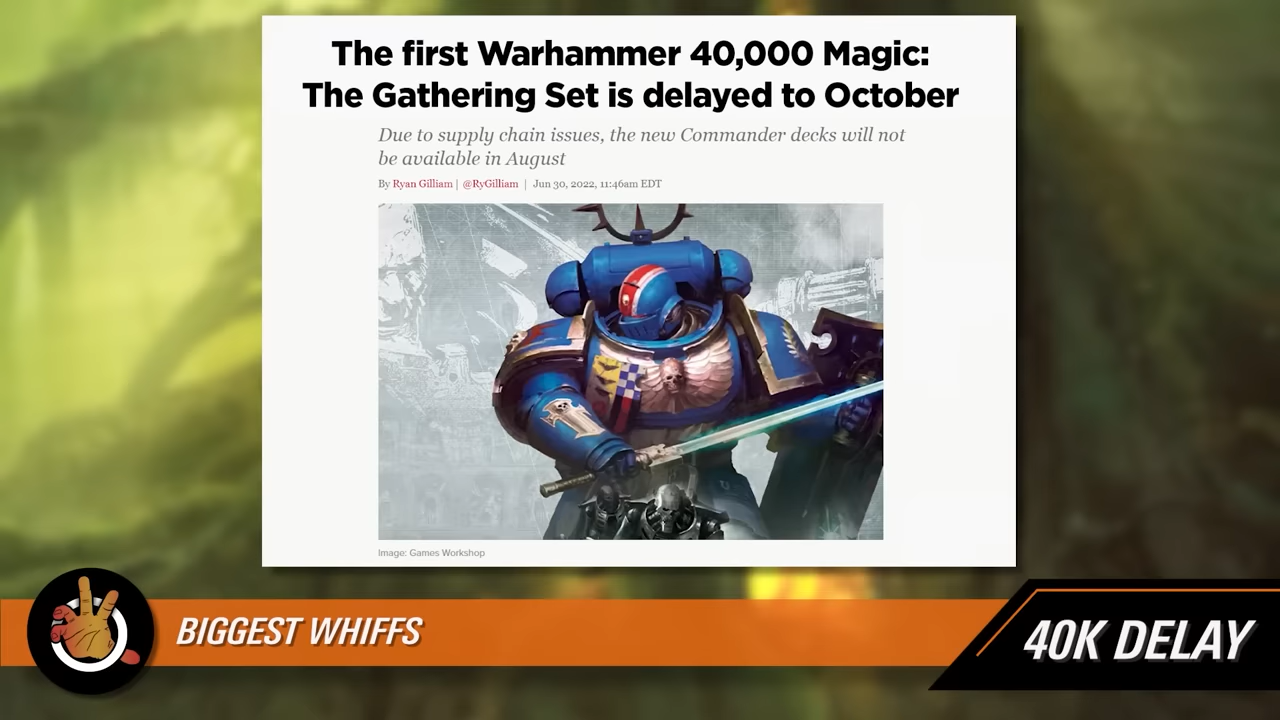 The first Warhammer 40,000 Magic:
The Gathering Set is delayed to October
Due to supply chain issues, the new Commander decks will not
be available in August
By Ryan Gilliam | @RyGilliam | Jun 30, 2022, 11:46am EDT
Image: Games Workshop
BIGGEST WHIFFS
40K DELAY